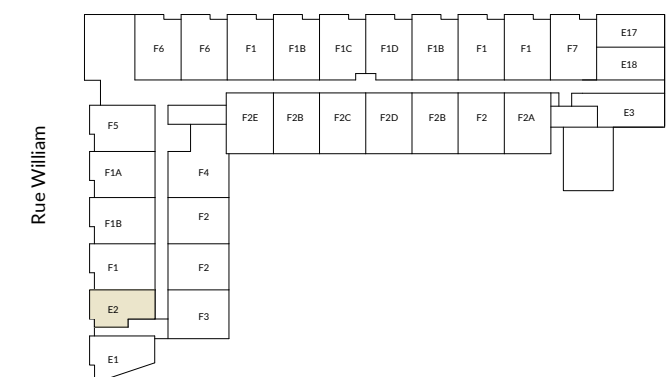 F6 F6 F1 F1B F1C F1D F1B F1 F1 F7 E17
E18
F2E F2B F2C F2D F2B F2 F2A E3
F5
F1A F4
F1B F2
F1 F2
E2 F3
E1
Rue William